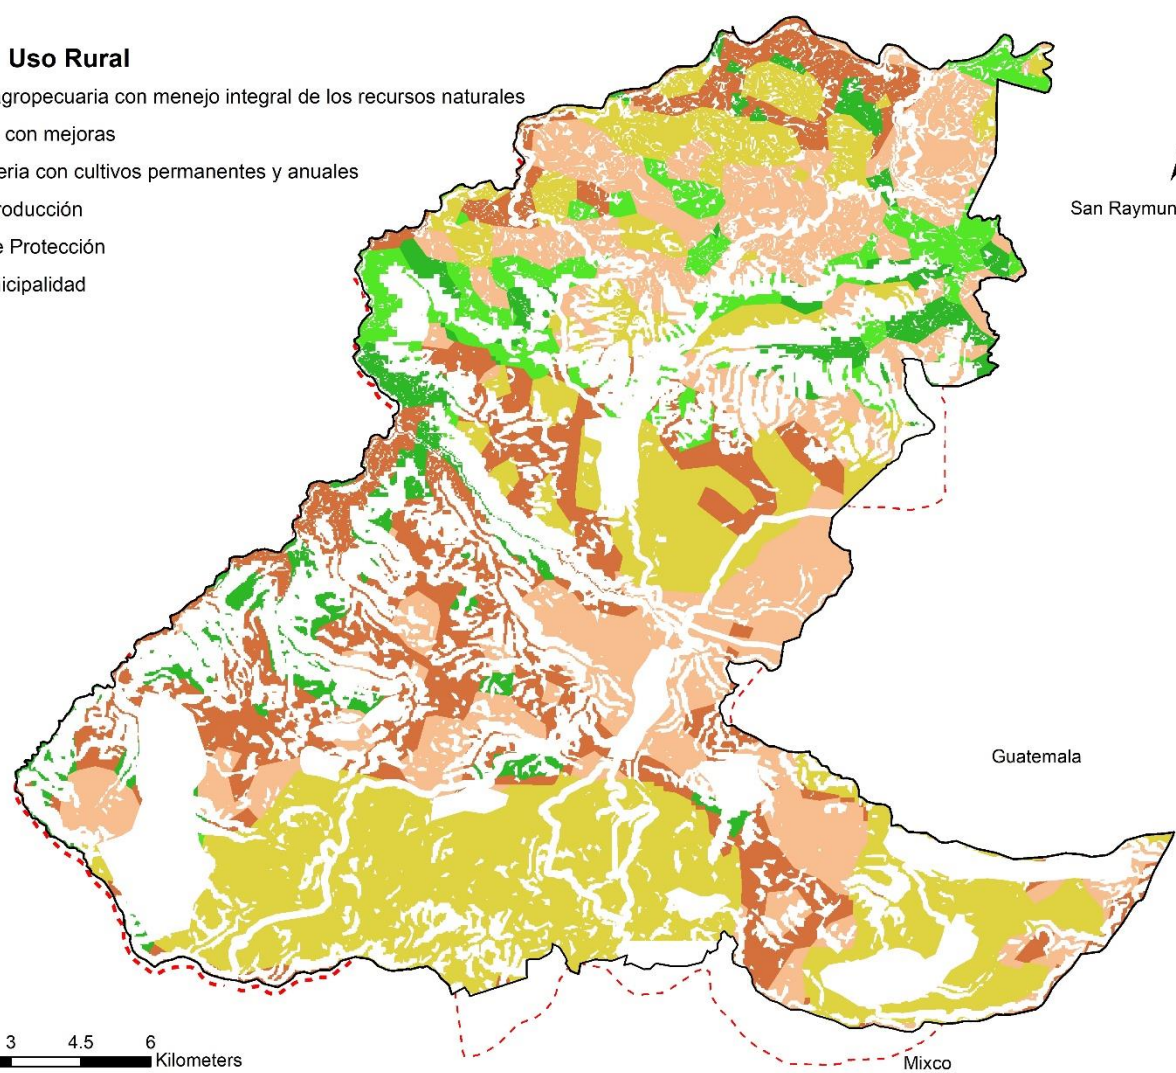 Uso Rural
gropecuaria con menejo integral de los recursos naturales
con mejoras
eria con cultivos permanentes y anuales
roducción
e Protección
icipalidad
San Raymun
Guatemala
3 4.5 6
Kilometers
Mixco